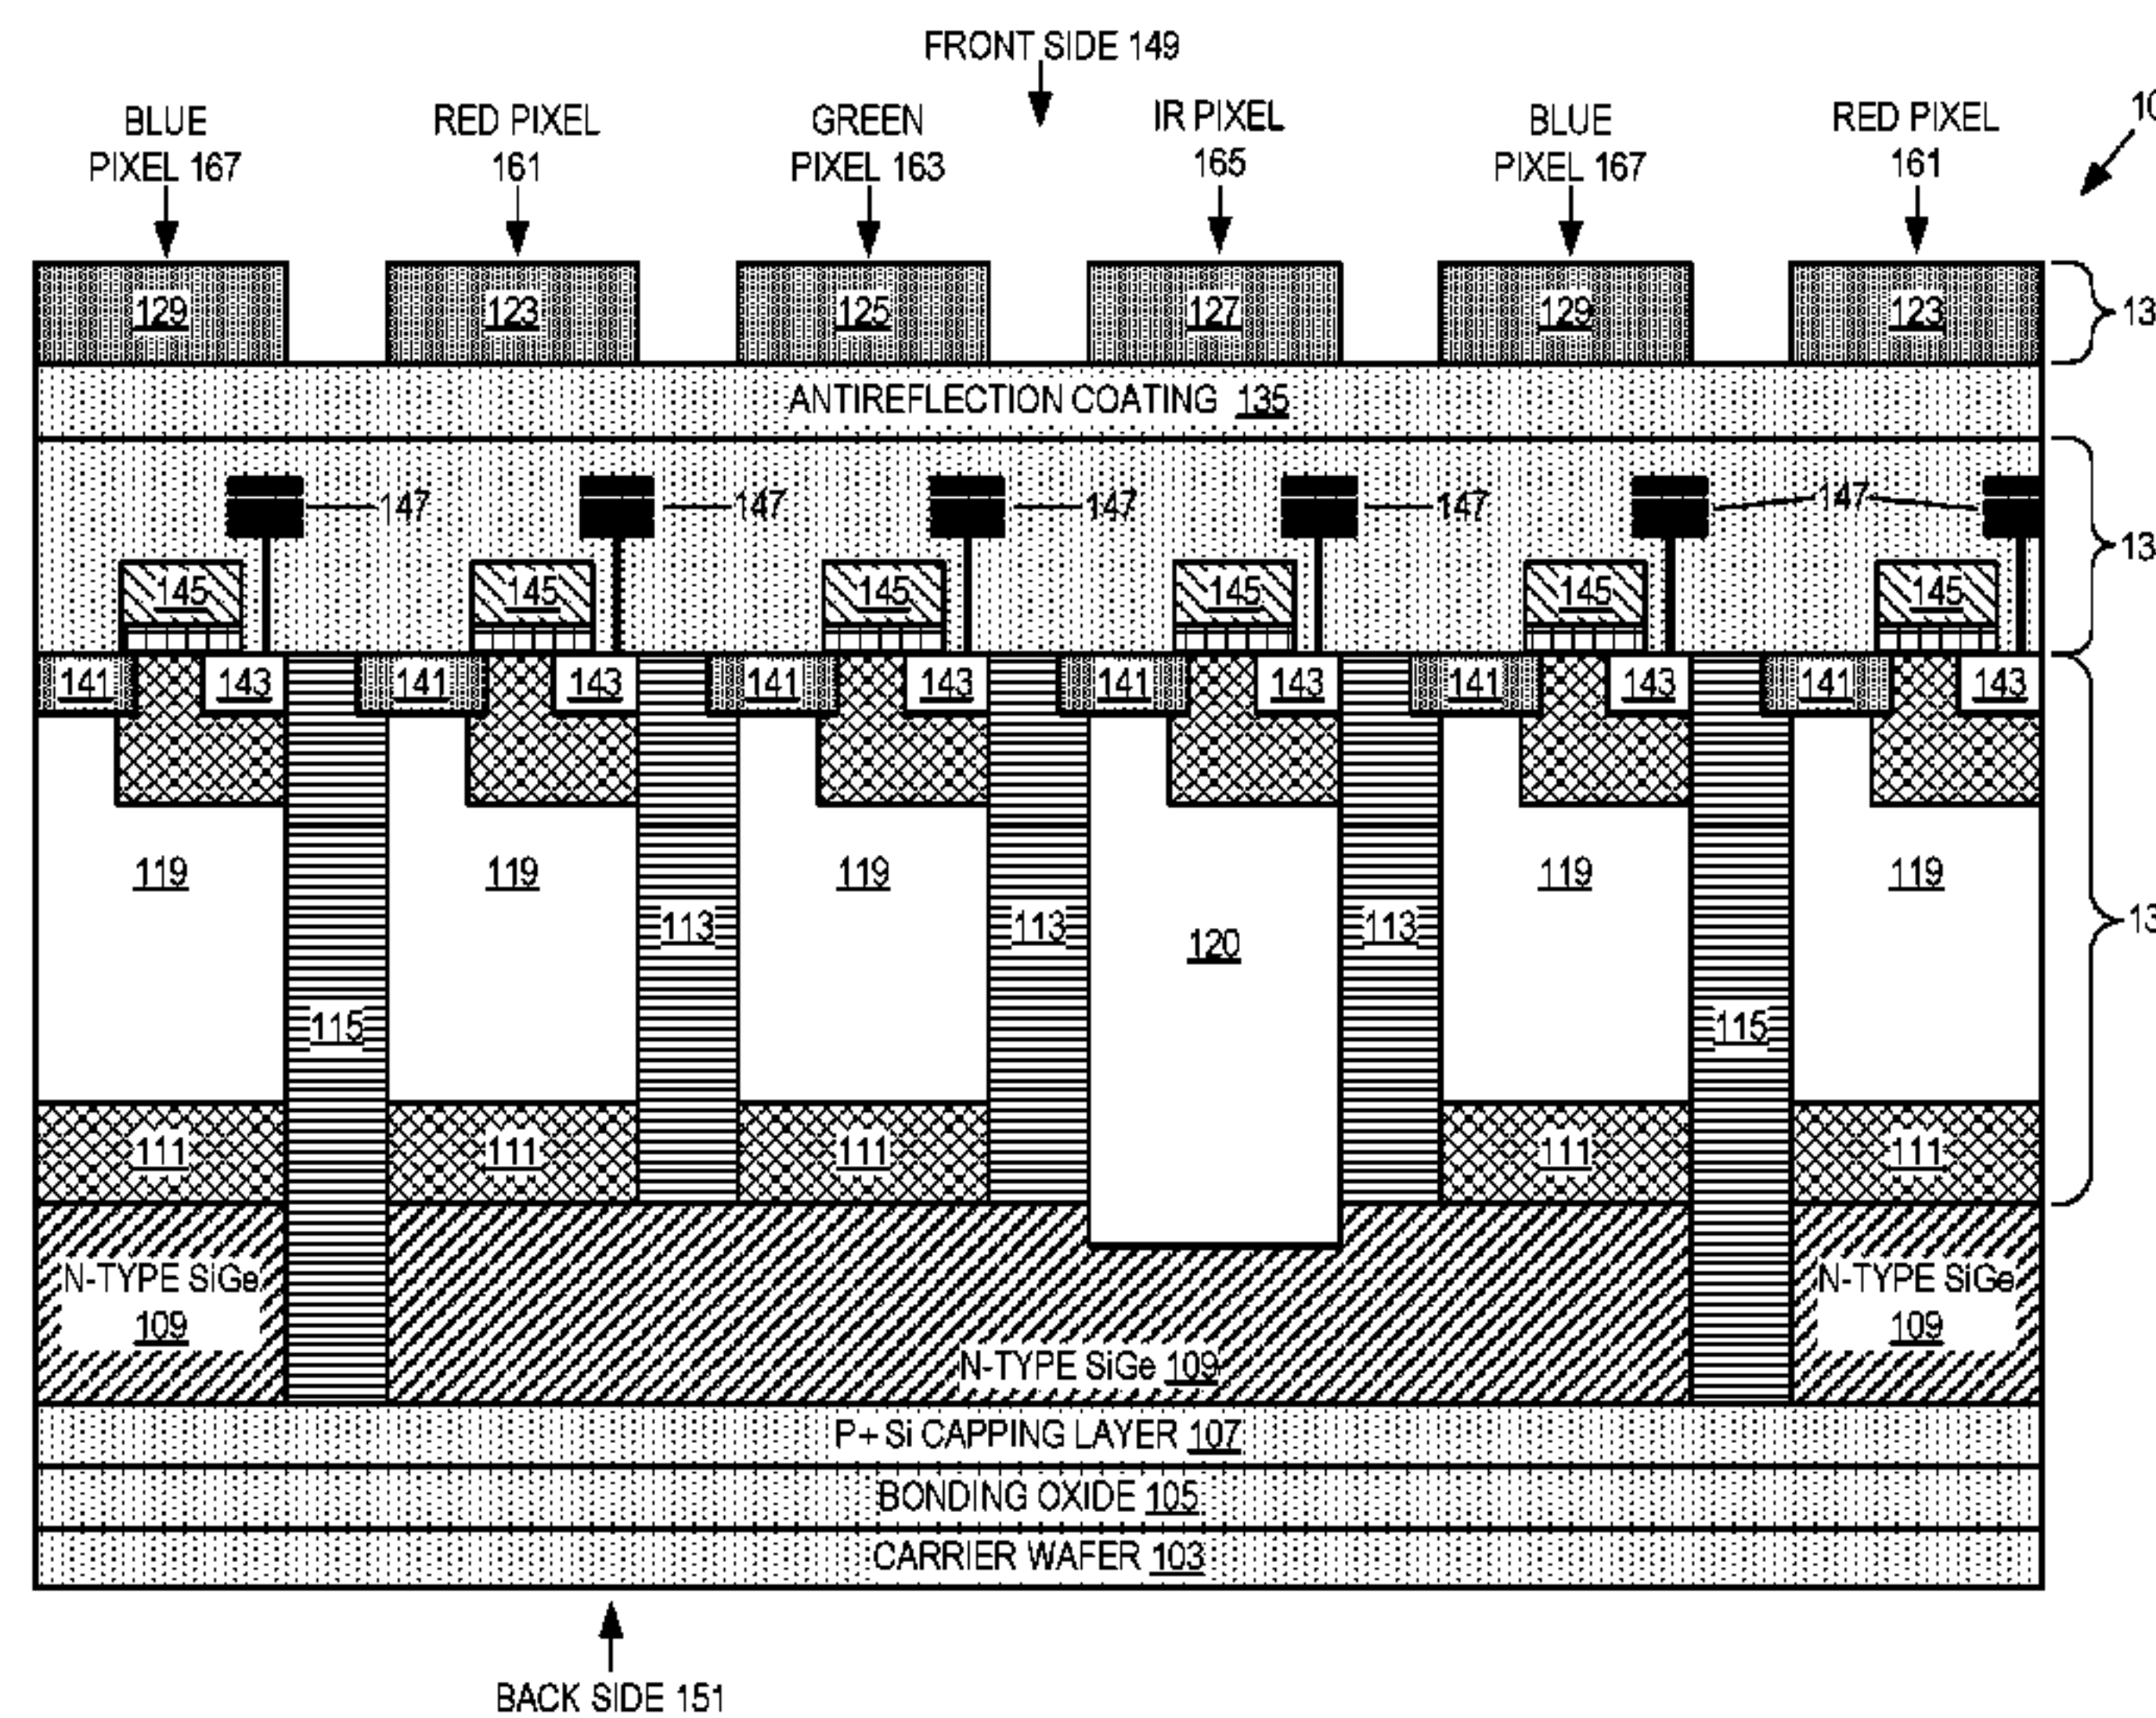 FRONT SIDE 149
BLUE
PIXEL 167
RED PIXEL
161
GREEN
PIXEL 163
IR PIXEL
165
BLUE
PIXEL 167
RED PIXEL
161
129
123
125
127
129
123
ANTIREFLECTION COATING 135
147
147
147
147
147
145
145
145
145
145
145
141
143
141
143
141
143
141
143
141
143
141
143
119
119
119
119
119
113
113
120
113
115
115
111
111
111
111
111
N-TYPE SiGe
109
N-TYPE SiGe
109
N-TYPE SiGe 109
P+ Si CAPPING LAYER 107
BONDING OXIDE 105
CARRIER WAFER 103
BACK SIDE 151